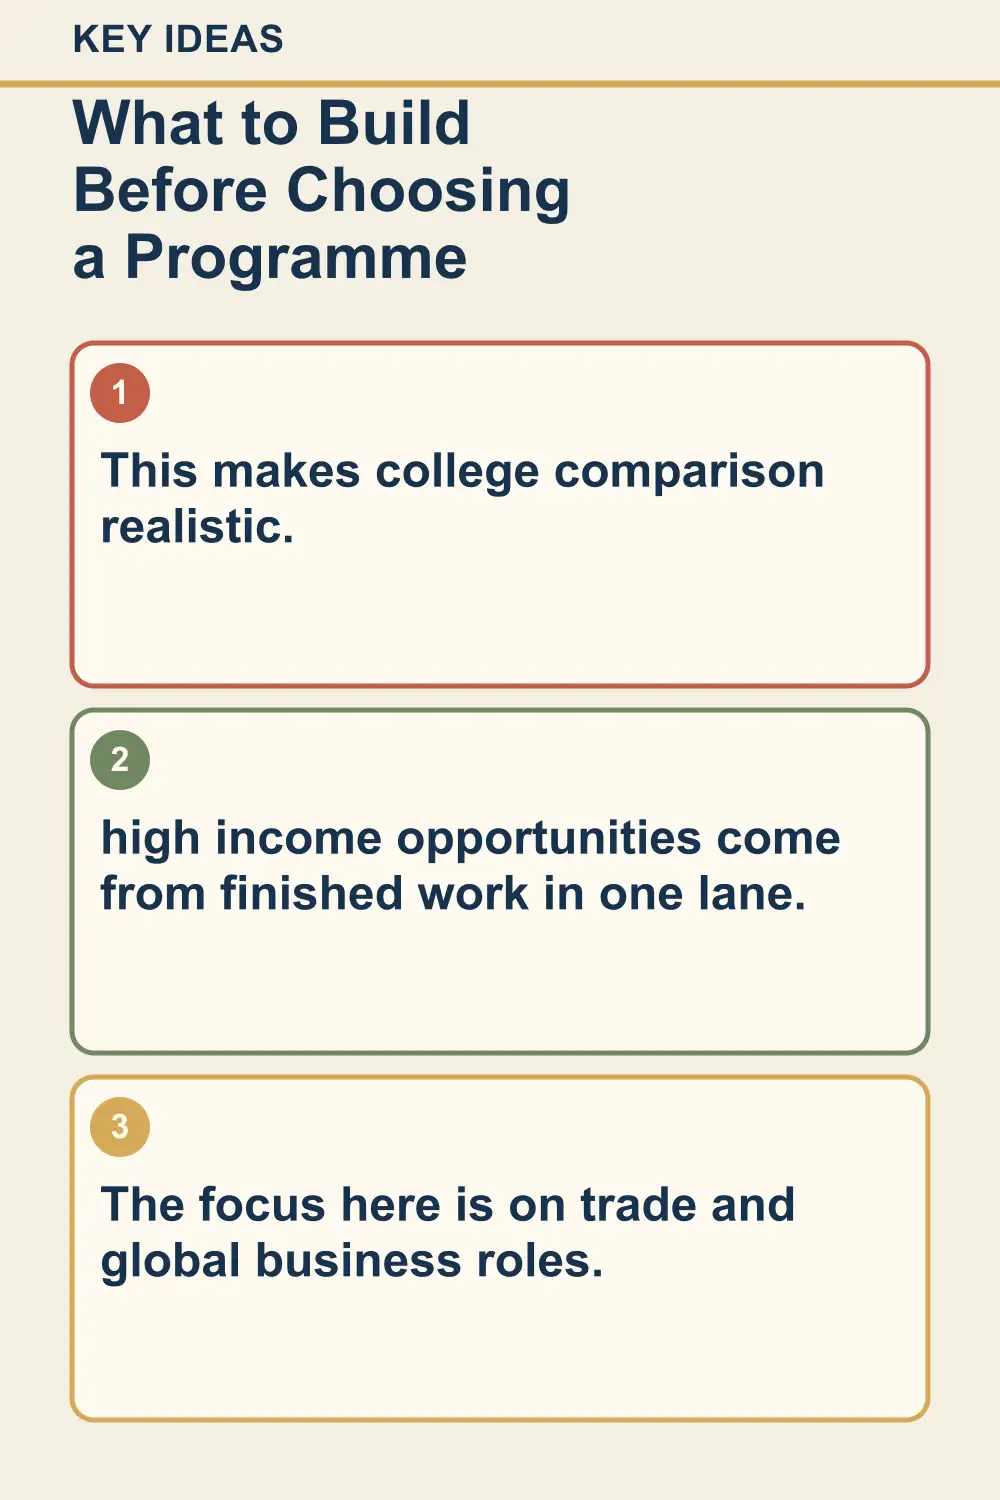 KEY IDEAS
What to Build
Before Choosing
a Programme
1
This makes college comparison
realistic.
2
high income opportunities come
from finished work in one lane.
3
The focus here is on trade and
global business roles.